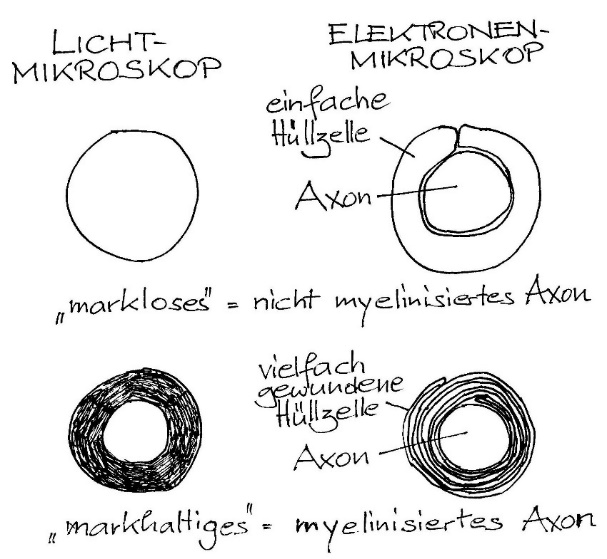 LICHT-
MIKROSKOP
ELEKTRONEN-
MIKROSKOP
einfache
Hüllzelle
Axon
„markloses" = nicht myelinisiertes Axon
vielfach
gewundene
Hüllzelle
Axon
„markhaltiges" = myelinisiertes Axon